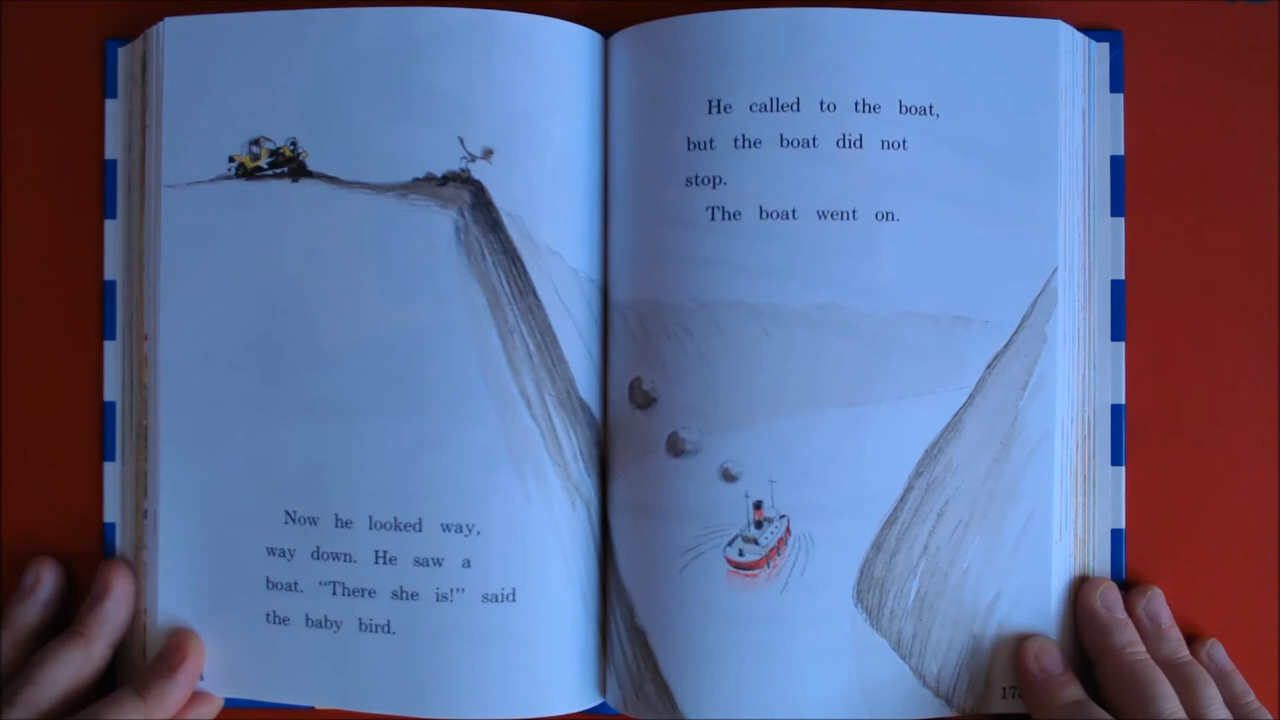 Now he looked way,
way down. He saw a
boat. “There she is!” said
the baby bird.
He called to the boat,
but the boat did not
stop.
The boat went on.